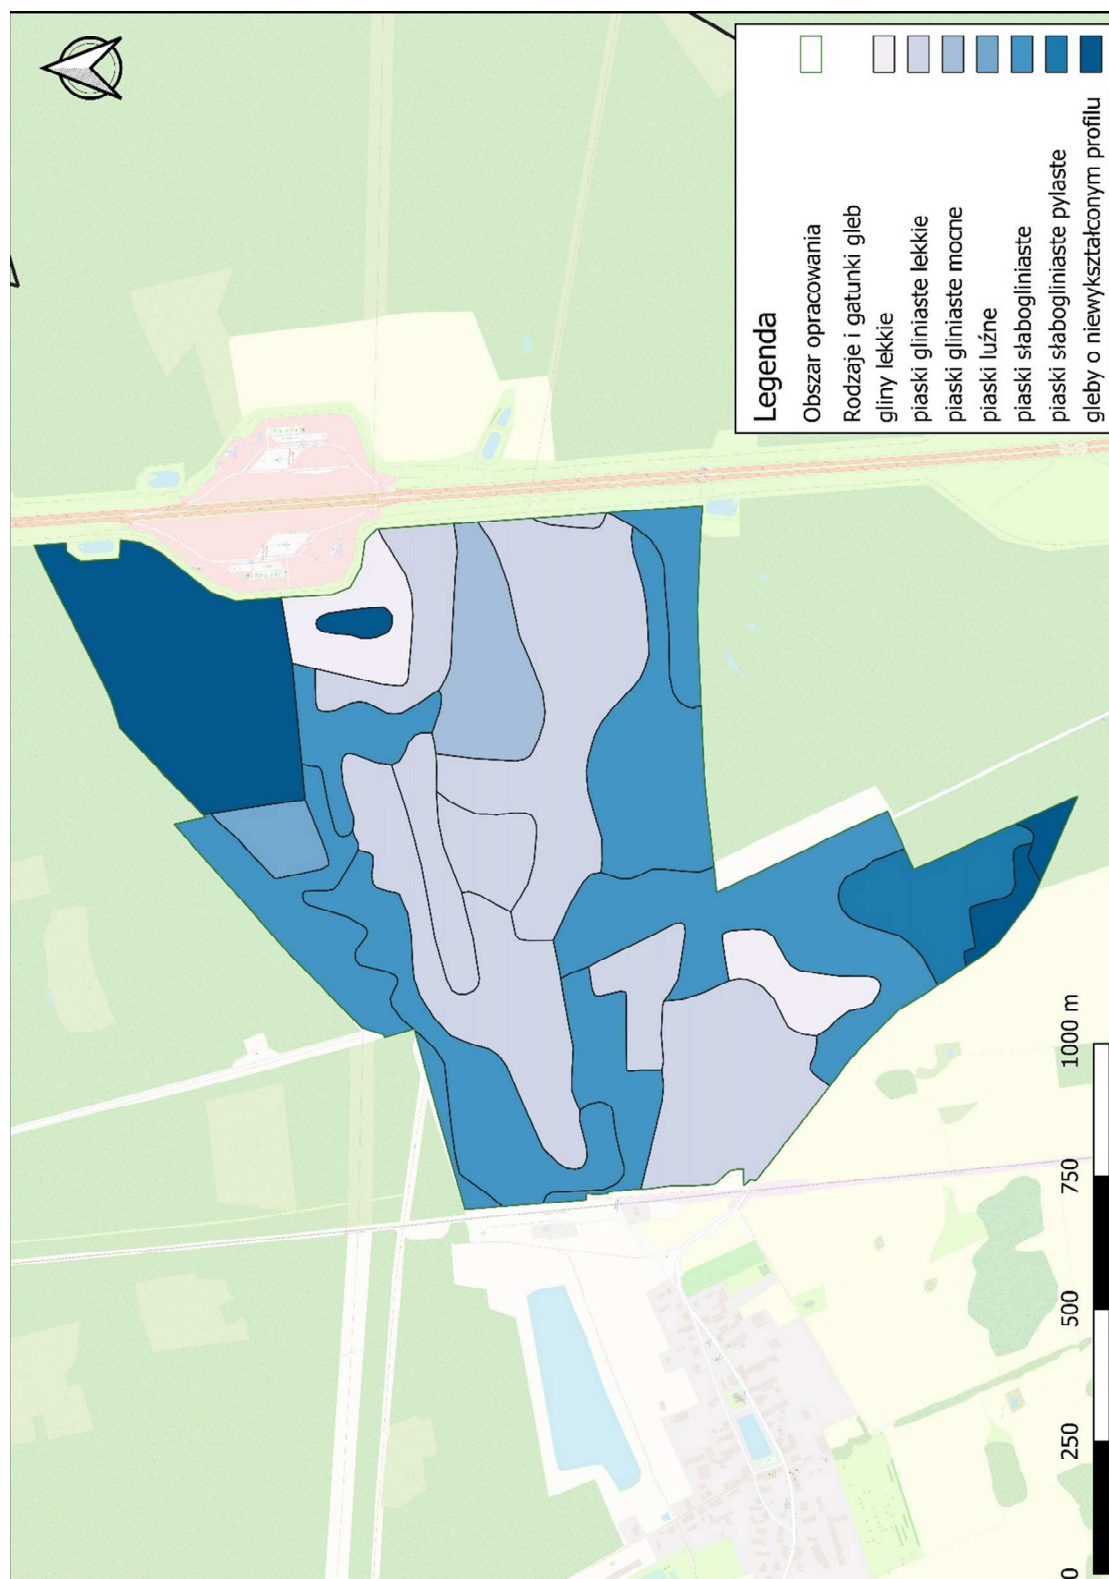 Legenda
Obszar opracowania
Rodzaje i gatunki gleb
gliny lekkie
piaski gliniaste lekkie
piaski gliniaste mocne
piaski luźne
piaski słabogliniaste
piaski słabogliniaste pylaste
gleby o niewykształconym profilu
0 250 500 750 1000 m